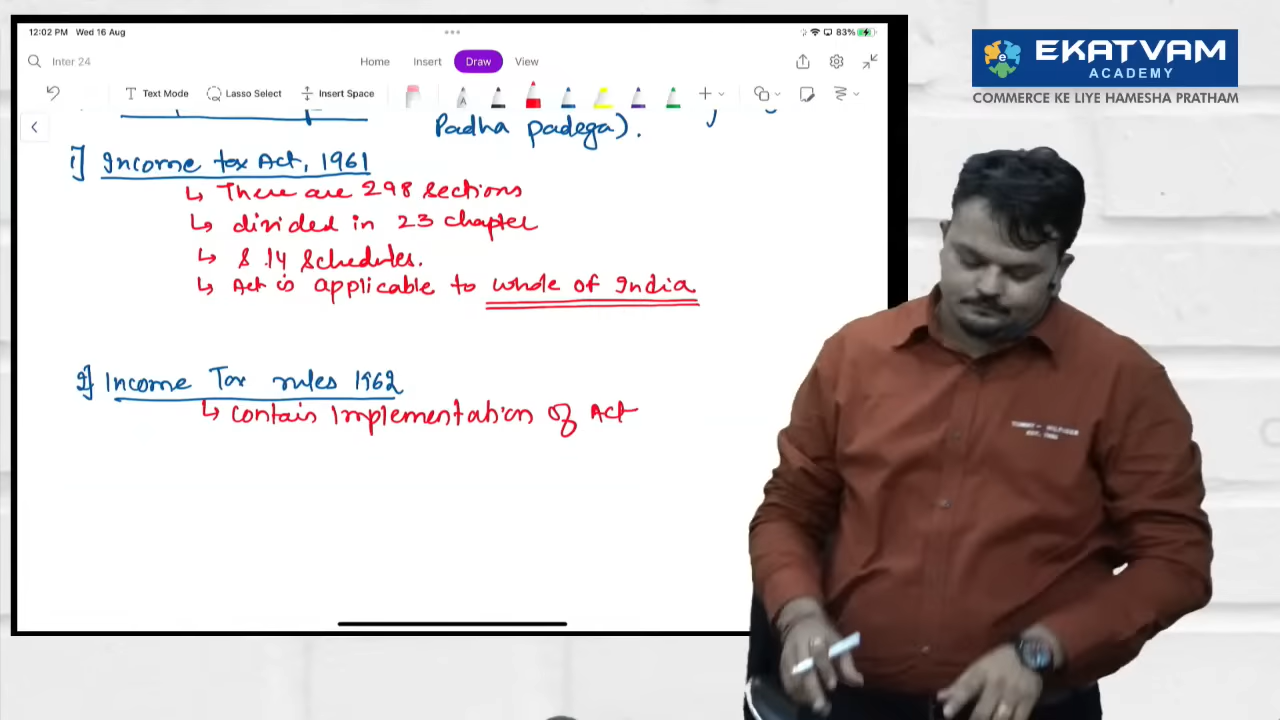 12:02 PM Wed 16 Aug
83%
Inter 24
Home Insert Draw View
Text Mode Lasso Select Insert Space
Padha padega).
i] Income tax Act, 1961
↳ There are 298 sections
↳ divided in 23 chapter
↳ & 14 Schedules.
↳ Act is applicable to whole of India
2] Income Tax rules 1962
↳ Contain Implementation of Act
EKATVAM
ACADEMY
COMMERCE KE LIYE HAMESHA PRATHAM